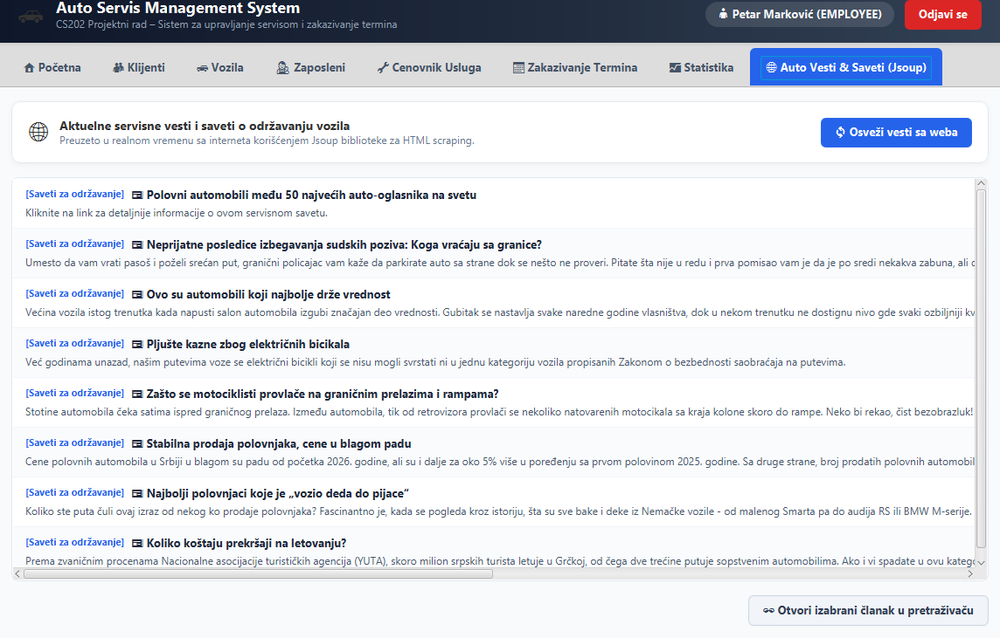 Auto Servis Management System
CS202 Projektni rad – Sistem za upravljanje servisom i zakazivanje termina
Petar Marković (EMPLOYEE)
Odjavi se
Početna
Klijenti
Vozila
Zaposleni
Cenovnik Usluga
Zakazivanje Termina
Statistika
Auto Vesti & Saveti (Jsoup)
Aktuelne servisne vesti i saveti o održavanju vozila
Preuzeto u realnom vremenu sa interneta korišćenjem Jsoup biblioteke za HTML scraping.
Osveži vesti sa weba
[Saveti za održavanje] Polovni automobili među 50 najvećih auto-oglasnika na svetu
Kliknite na link za detaljnije informacije o ovom servisnom savetu.
[Saveti za održavanje] Neprijatne posledice izbegavanja sudskih poziva: Koga vraćaju sa granice?
Umesto da vam vrati pasoš i poželi srećan put, granični policajac vam kaže da parkirate auto sa strane dok se nešto ne proveri. Pitate šta nije u redu i prva pomisao vam je da je po sredi nekakva zabuna, ali
[Saveti za održavanje] Ovo su automobili koji najbolje drže vrednost
Većina vozila istog trenutka kada napusti salon automobila izgubi značajan deo vrednosti. Gubitak se nastavlja svake naredne godine vlasništva, dok u nekom trenutku ne dostignu nivo gde svaki ozbiljniji kv
[Saveti za održavanje] Pljušte kazne zbog električnih bicikala
Već godinama unazad, našim putevima voze se električni bicikli koji se nisu mogli svrstati ni u jednu kategoriju vozila propisanih Zakonom o bezbednosti saobraćaja na putevima.
[Saveti za održavanje] Zašto se motociklisti provlače na graničnim prelazima i rampama?
Stotine automobila čeka satima ispred graničnog prelaza. Između automobila, tik od retrovizora provlači se nekoliko natovarenih motocikala sa kraja kolone skoro do rampe. Neko bi rekao, čist bezobrazluk!
[Saveti za održavanje] Stabilna prodaja polovnjaka, cene u blagom padu
Cene polovnih automobila u Srbiji u blagom su padu od početka 2026. godine, ali su i dalje za oko 5% više u poređenju sa prvom polovinom 2025. godine. Sa druge strane, broj prodatih polovnih automobil
[Saveti za održavanje] Najbolji polovnjaci koje je „vozio deda do pijace“
Koliko ste puta čuli ovaj izraz od nekog ko prodaje polovnjaka? Fascinantno je, kada se pogleda kroz istoriju, šta su sve bake i deke iz Nemačke vozile - od malenog Smarta pa do audija RS ili BMW M-serije.
[Saveti za održavanje] Koliko koštaju prekršaji na letovanju?
Prema zvaničnim procenama Nacionalne asocijacije turističkih agencija (YUTA), skoro milion srpskih turista letuje u Grčkoj, od čega dve trećine putuje sopstvenim automobilima. Ako i vi spadate u ovu katego
Otvori izabrani članak u pretraživaču